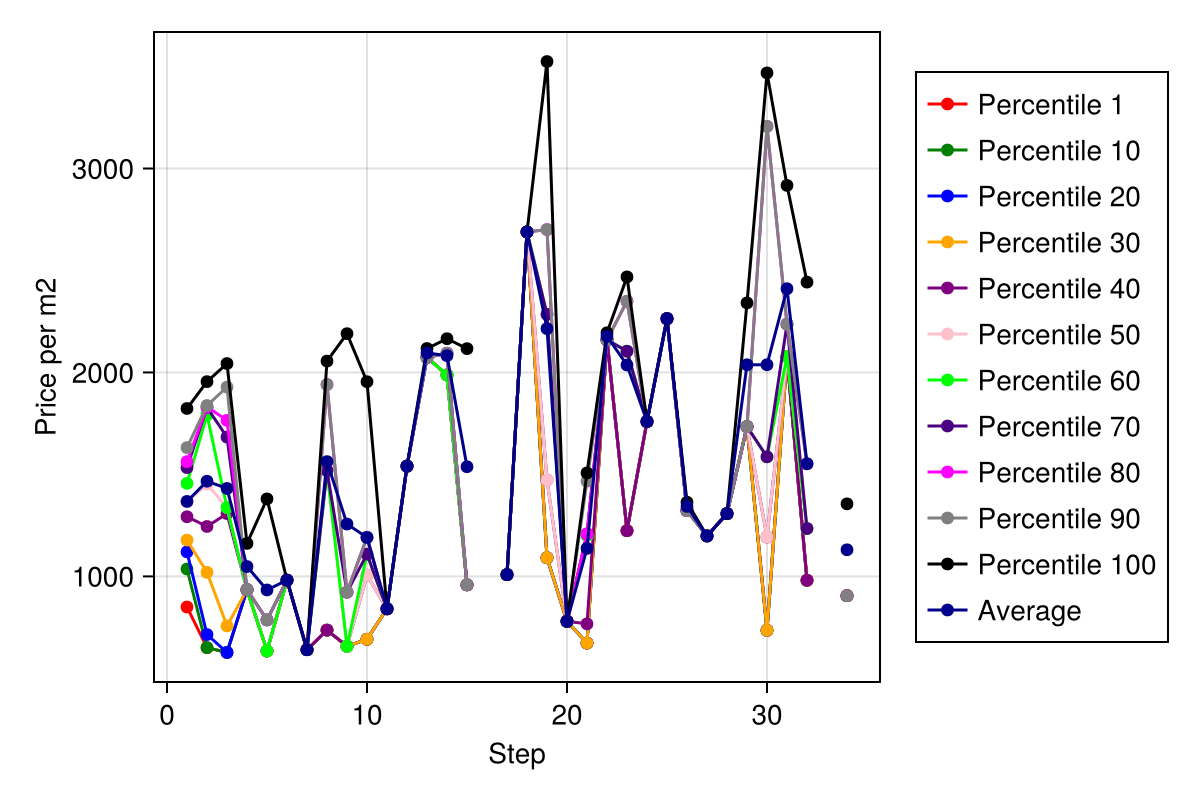 3000
2000
1000
Price per m2
0
10
20
30
Step
Percentile 1
Percentile 10
Percentile 20
Percentile 30
Percentile 40
Percentile 50
Percentile 60
Percentile 70
Percentile 80
Percentile 90
Percentile 100
Average